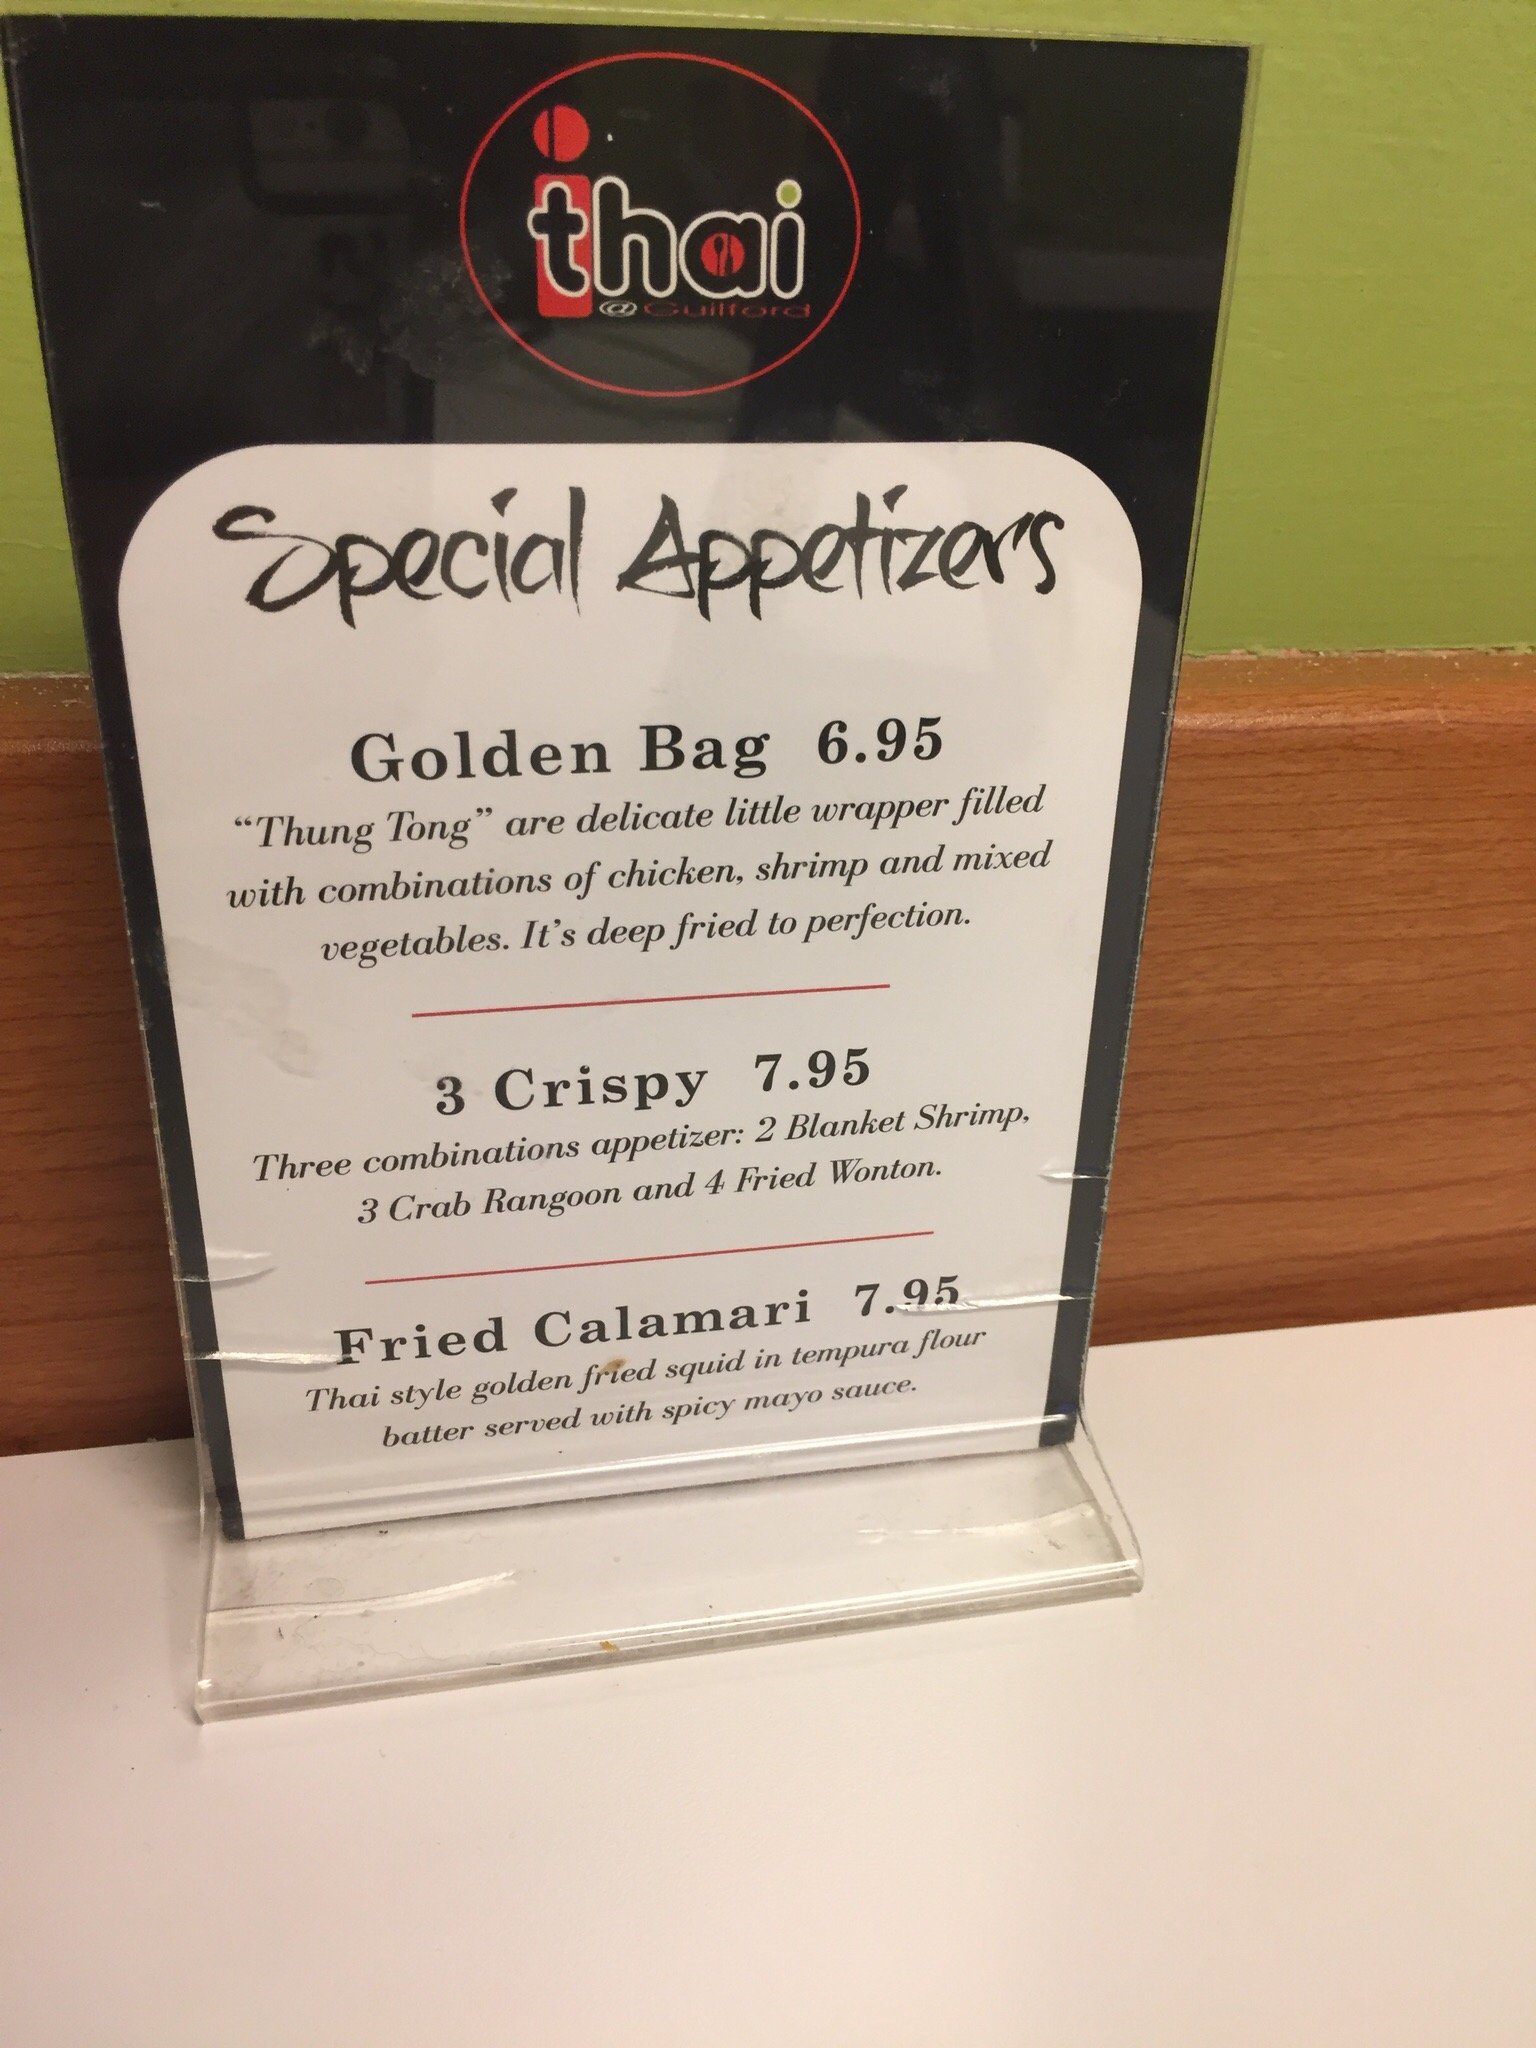 ithai
@Guilford
Special Appetizers
Golden Bag 6.95
“Thung Tong” are delicate little wrapper filled
with combinations of chicken, shrimp and mixed
vegetables. It’s deep fried to perfection.
3 Crispy 7.95
Three combinations appetizer: 2 Blanket Shrimp,
3 Crab Rangoon and 4 Fried Wonton.
Fried Calamari 7.95
Thai style golden fried squid in tempura flour
batter served with spicy mayo sauce.